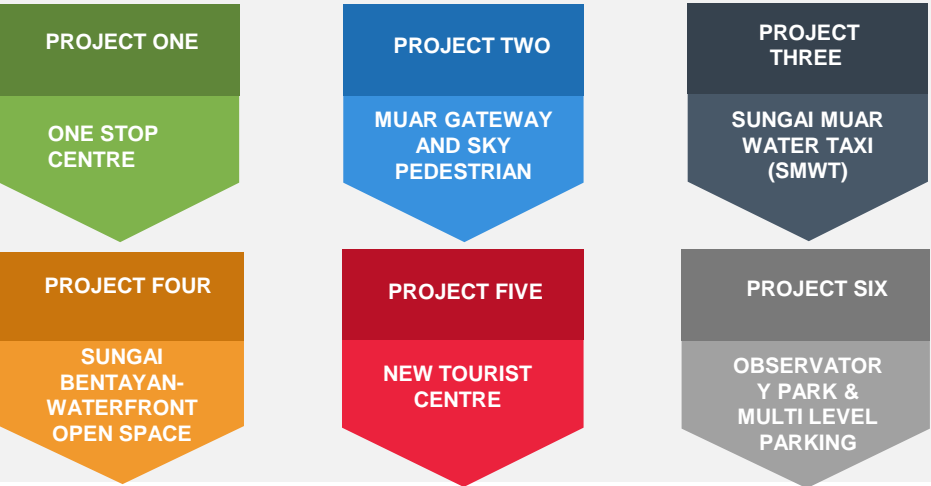 PROJECT ONE
ONE STOP
CENTRE
PROJECT TWO
MUAR GATEWAY
AND SKY
PEDESTRIAN
PROJECT
THREE
SUNGAI MUAR
WATER TAXI
(SMWT)
PROJECT FOUR
SUNGAI
BENTAYAN-
WATERFRONT
OPEN SPACE
PROJECT FIVE
NEW TOURIST
CENTRE
PROJECT SIX
OBSERVATOR
Y PARK &
MULTI LEVEL
PARKING